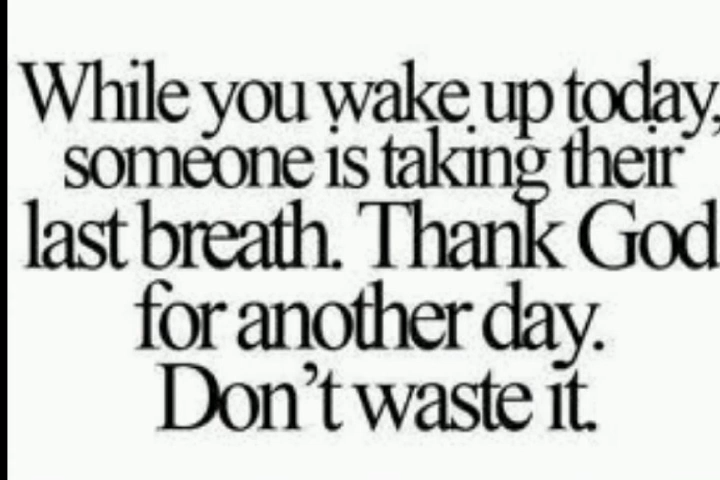 While you wake up today,
someone is taking their
last breath. Thank God
for another day.
Don't waste it.